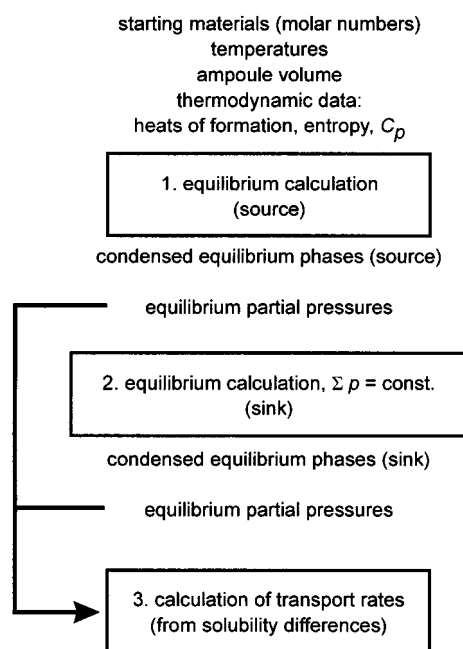 starting materials (molar numbers)
temperatures
ampoule volume
thermodynamic data:
heats of formation, entropy, Cp
1. equilibrium calculation
(source)
condensed equilibrium phases (source)
equilibrium partial pressures
2. equilibrium calculation, Σ p = const.
(sink)
condensed equilibrium phases (sink)
equilibrium partial pressures
3. calculation of transport rates
(from solubility differences)